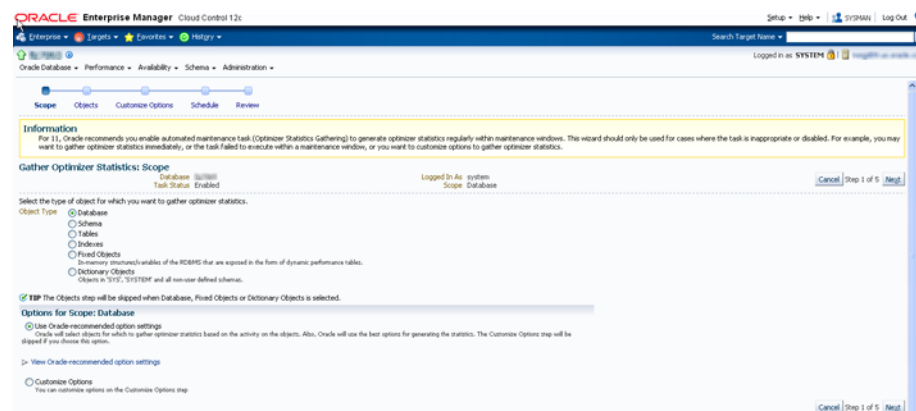 ORACLE Enterprise Manager Cloud Control 12c
Setup Help SYSMAN Log Out
Enterprise Targets Favorites History Search Target Name
Logged in as SYSTEM
Oracle Database Performance Availability Schema Administration
Scope Objects Customize Options Schedule Review
Information
For 11, Oracle recommends you enable automated maintenance task (Optimizer Statistics Gathering) to generate optimizer statistics regularly within maintenance windows. This wizard should only be used for cases where the task is inappropriate or disabled. For example, you may
want to gather optimizer statistics immediately, or the task failed to execute within a maintenance window, or you want to customize options to gather optimizer statistics.
Gather Optimizer Statistics: Scope
Database Logged In As system
Task Status Enabled Scope Database
Cancel Step 1 of 5 Next
Select the type of object for which you want to gather optimizer statistics.
Object Type Database
Schema
Tables
Indexes
Fixed Objects
In-memory structures/variables of the RDBMS that are exposed in the form of dynamic performance tables.
Dictionary Objects
Objects in 'SYS', 'SYSTEM' and all non-user defined schemas.
TIP The Objects step will be skipped when Database, Fixed Objects or Dictionary Objects is selected.
Options for Scope: Database
Use Oracle-recommended option settings
Oracle will select objects for which to gather optimizer statistics based on the activity on the objects. Also, Oracle will use the best options for generating the statistics. The Customize Options step will be
skipped if you choose this option.
View Oracle-recommended option settings
Customize Options
You can customize options on the Customize Options step
Cancel Step 1 of 5 Next